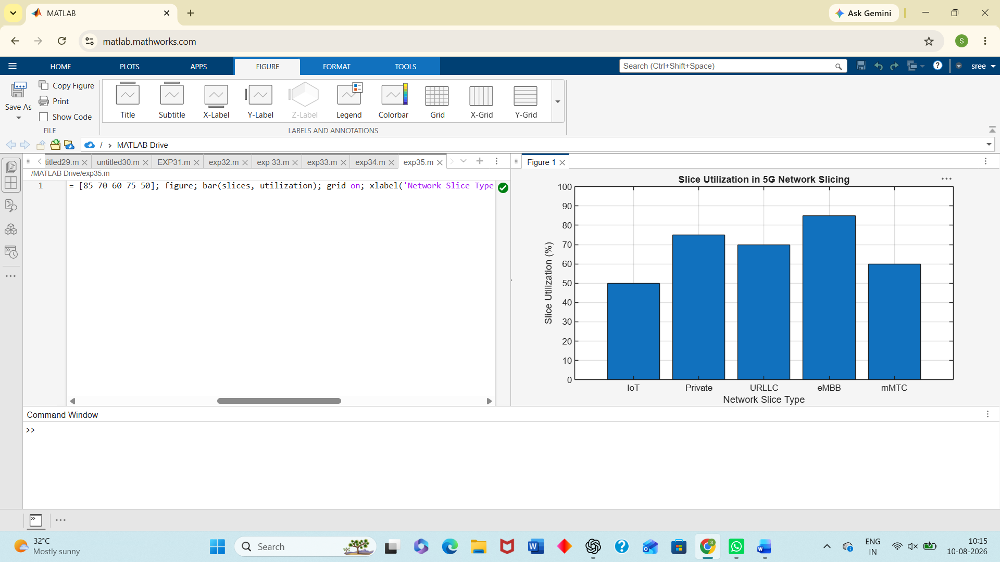 MATLAB
Ask Gemini
matlab.mathworks.com
S
HOME PLOTS APPS FIGURE FORMAT TOOLS
Search (Ctrl+Shift+Space)
sree
Save As
Copy Figure
Print
Show Code
FILE
Title Subtitle X-Label Y-Label Z-Label Legend Colorbar Grid X-Grid Y-Grid
LABELS AND ANNOTATIONS
/ › MATLAB Drive
titled29.m untitled30.m EXP31.m exp32.m exp 33.m exp33.m exp34.m exp35.m
/MATLAB Drive/exp35.m
1 = [85 70 60 75 50]; figure; bar(slices, utilization); grid on; xlabel('Network Slice Type
Figure 1
Slice Utilization in 5G Network Slicing
100
90
80
70
60
50
40
30
20
10
0
Slice Utilization (%)
IoT Private URLLC eMBB mMTC
Network Slice Type
Command Window
>>
32°C
Mostly sunny
Search
ENG
IN
10:15
10-08-2026